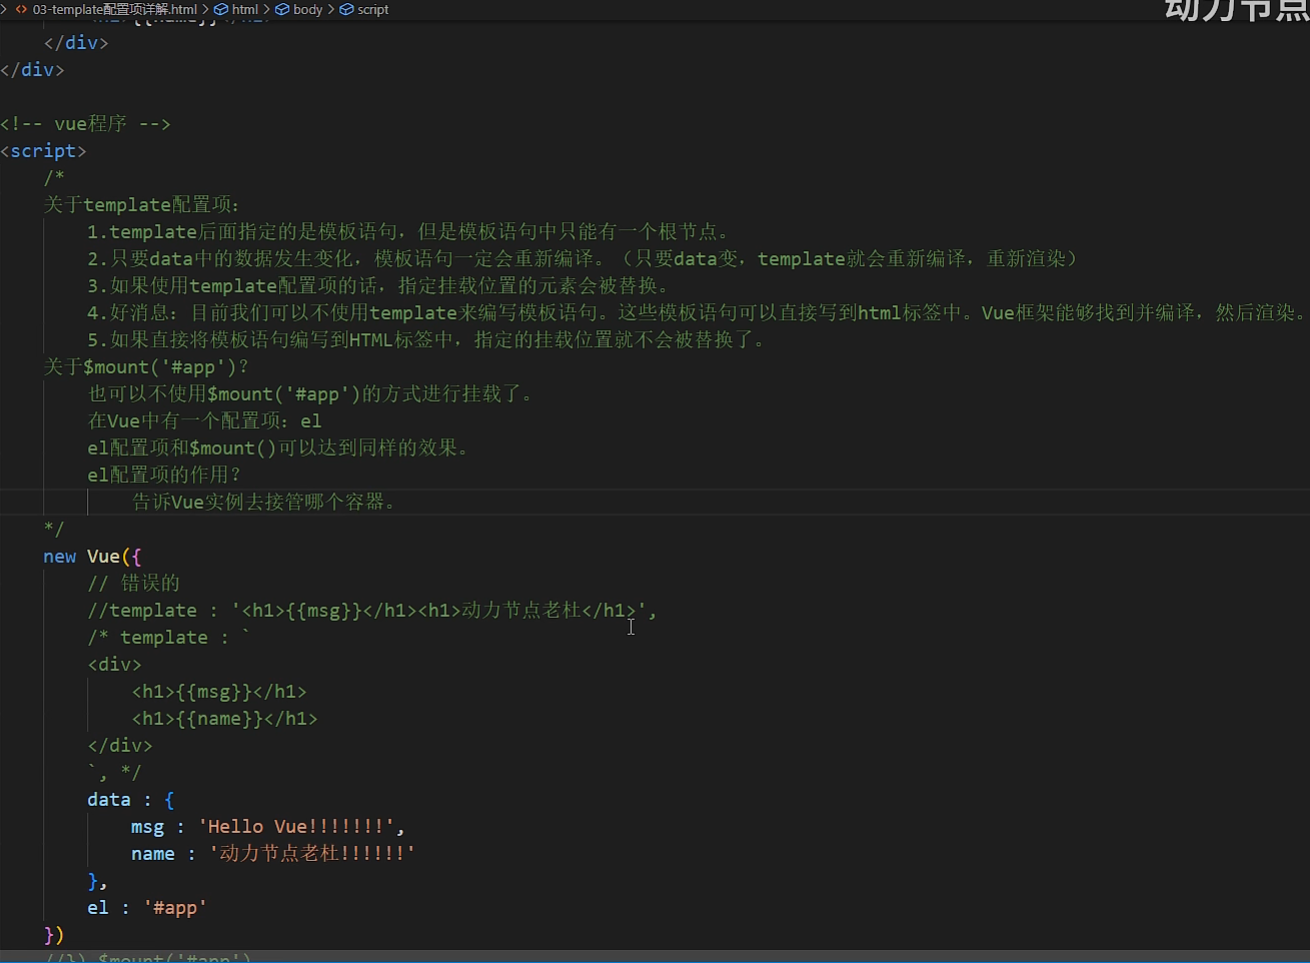 03-template配置项详解.html > html > body > script
动力节点
<h1>{{name}}</h1>
</div>
</div>
<!-- vue程序 -->
<script>
/*
关于template配置项:
1.template后面指定的是模板语句，但是模板语句中只能有一个根节点。
2.只要data中的数据发生变化，模板语句一定会重新编译。（只要data变，template就会重新编译，重新渲染）
3.如果使用template配置项的话，指定挂载位置的元素会被替换。
4.好消息：目前我们可以不使用template来编写模板语句。这些模板语句可以直接写到html标签中。Vue框架能够找到并编译，然后渲染。
5.如果直接将模板语句编写到HTML标签中，指定的挂载位置就不会被替换了。
关于$mount('#app')？
也可以不使用$mount('#app')的方式进行挂载了。
在Vue中有一个配置项：el
el配置项和$mount()可以达到同样的效果。
el配置项的作用？
告诉Vue实例去接管哪个容器。
*/
new Vue({
// 错误的
//template : '<h1>{{msg}}</h1><h1>动力节点老杜</h1>',
/* template : `
<div>
<h1>{{msg}}</h1>
<h1>{{name}}</h1>
</div>
`, */
data : {
msg : 'Hello Vue!!!!!!!',
name : '动力节点老杜!!!!!!'
},
el : '#app'
})
//}).$mount('#app')